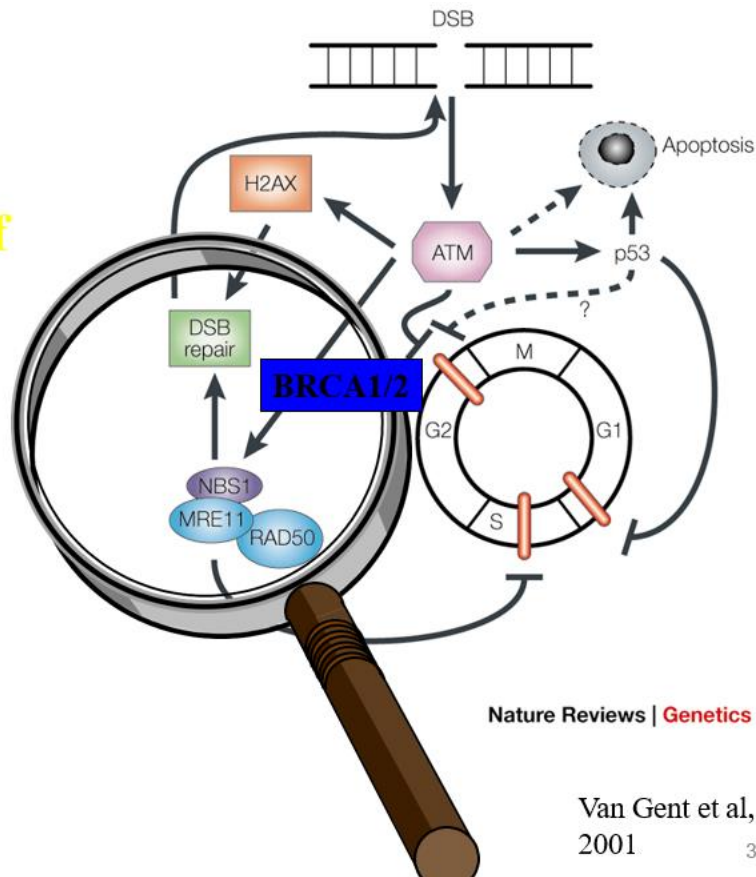 DSB
Apoptosis
H2AX
f
ATM
p53
?
DSB
repair
BRCA1/2
M
G2
G1
S
NBS1
MRE11
RAD50
Nature Reviews | Genetics
Van Gent et al,
2001
3